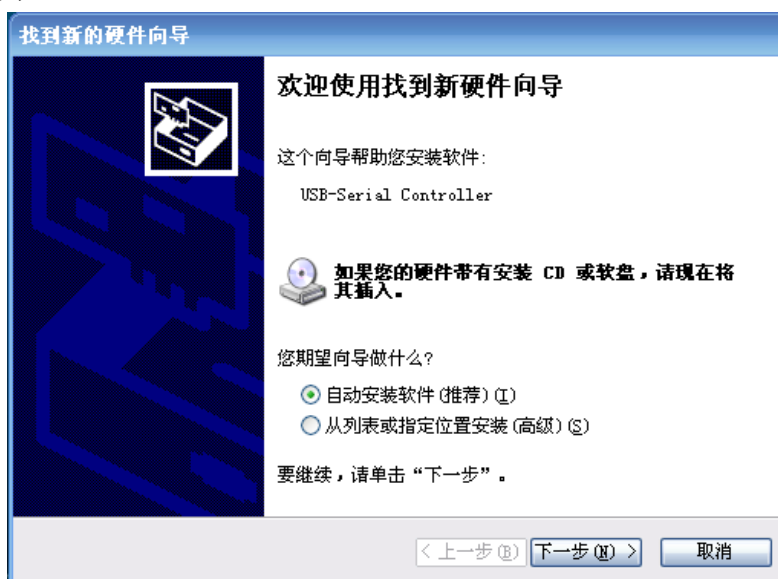 找到新的硬件向导
欢迎使用找到新硬件向导
这个向导帮助您安装软件:
USB-Serial Controller
如果您的硬件带有安装 CD 或软盘，请现在将
其插入。
您期望向导做什么?
自动安装软件(推荐)(I)
从列表或指定位置安装(高级)(S)
要继续，请单击“下一步”。
< 上一步(B) 下一步(N) > 取消